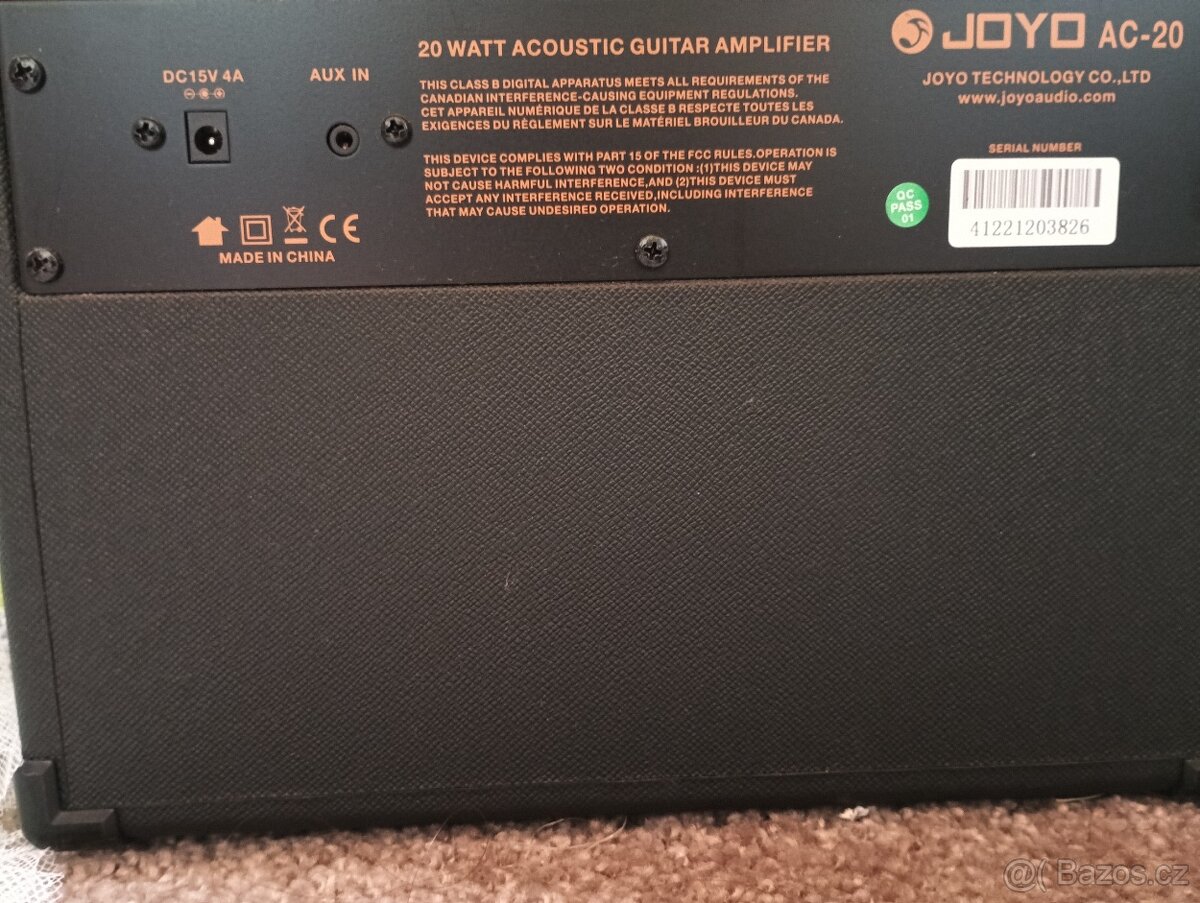 JOYO AC-20
JOYO TECHNOLOGY CO.,LTD
www.joyoaudio.com
20 WATT ACOUSTIC GUITAR AMPLIFIER
THIS CLASS B DIGITAL APPARATUS MEETS ALL REQUIREMENTS OF THE
CANADIAN INTERFERENCE-CAUSING EQUIPMENT REGULATIONS.
CET APPAREIL NUMÉRIQUE DE LA CLASSE B RESPECTE TOUTES LES
EXIGENCES DU RÈGLEMENT SUR LE MATÉRIEL BROUILLEUR DU CANADA.
THIS DEVICE COMPLIES WITH PART 15 OF THE FCC RULES.OPERATION IS
SUBJECT TO THE FOLLOWING TWO CONDITION :(1)THIS DEVICE MAY
NOT CAUSE HARMFUL INTERFERENCE,AND (2)THIS DEVICE MUST
ACCEPT ANY INTERFERENCE RECEIVED,INCLUDING INTERFERENCE
THAT MAY CAUSE UNDESIRED OPERATION.
DC15V 4A
AUX IN
CE
MADE IN CHINA
SERIAL NUMBER
41221203826
QC
PASS
01
@( Bazos.cz